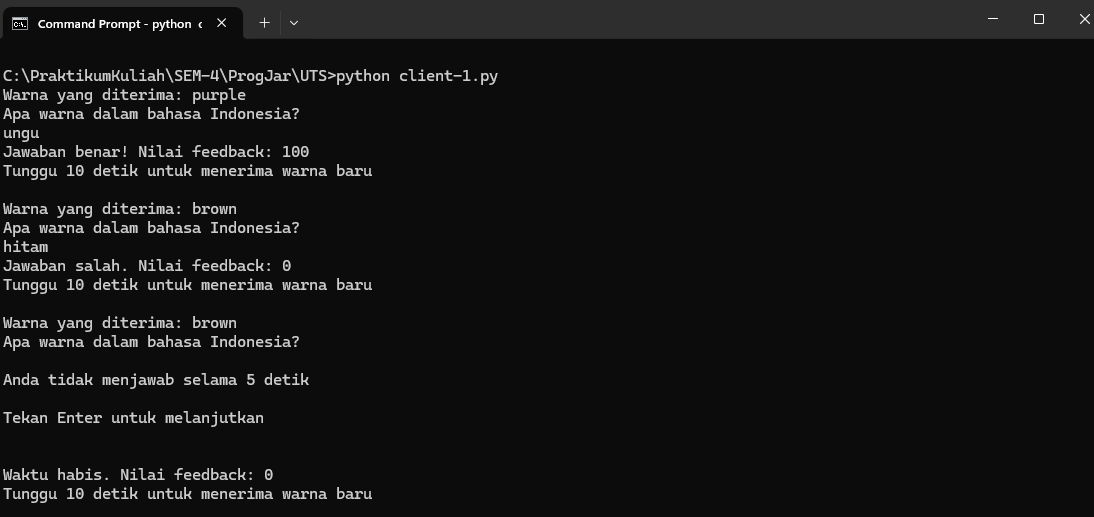 Command Prompt - python c
C:\PraktikumKuliah\SEM-4\ProgJar\UTS>python client-1.py
Warna yang diterima: purple
Apa warna dalam bahasa Indonesia?
ungu
Jawaban benar! Nilai feedback: 100
Tunggu 10 detik untuk menerima warna baru
Warna yang diterima: brown
Apa warna dalam bahasa Indonesia?
hitam
Jawaban salah. Nilai feedback: 0
Tunggu 10 detik untuk menerima warna baru
Warna yang diterima: brown
Apa warna dalam bahasa Indonesia?
Anda tidak menjawab selama 5 detik
Tekan Enter untuk melanjutkan
Waktu habis. Nilai feedback: 0
Tunggu 10 detik untuk menerima warna baru